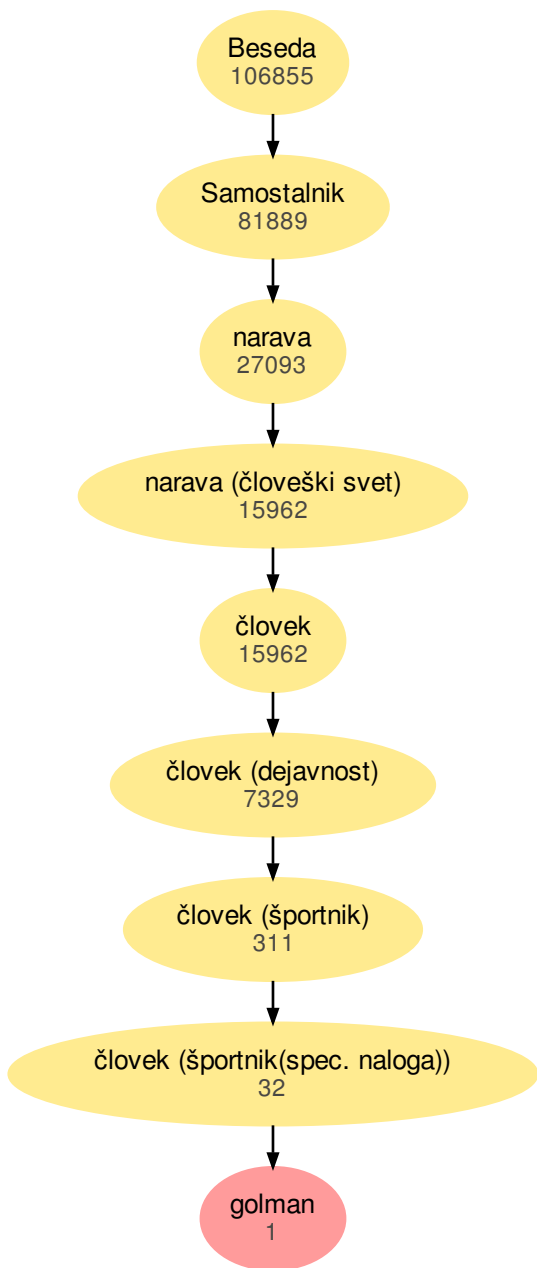 Beseda
106855
Samostalnik
81889
narava
27093
narava (človeški svet)
15962
človek
15962
človek (dejavnost)
7329
človek (športnik)
311
človek (športnik(spec. naloga))
32
golman
1